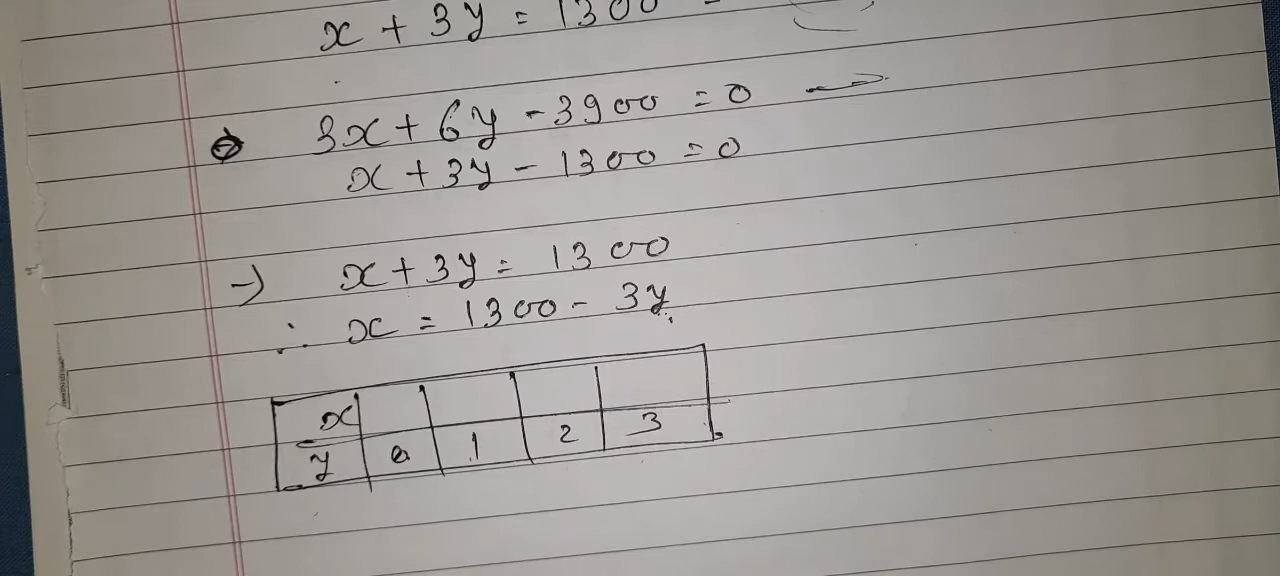 x + 3y = 1300
3x + 6y - 3900 = 0
x + 3y - 1300 = 0
→ x + 3y = 1300
∴ x = 1300 - 3y
x
y 0 1 2 3